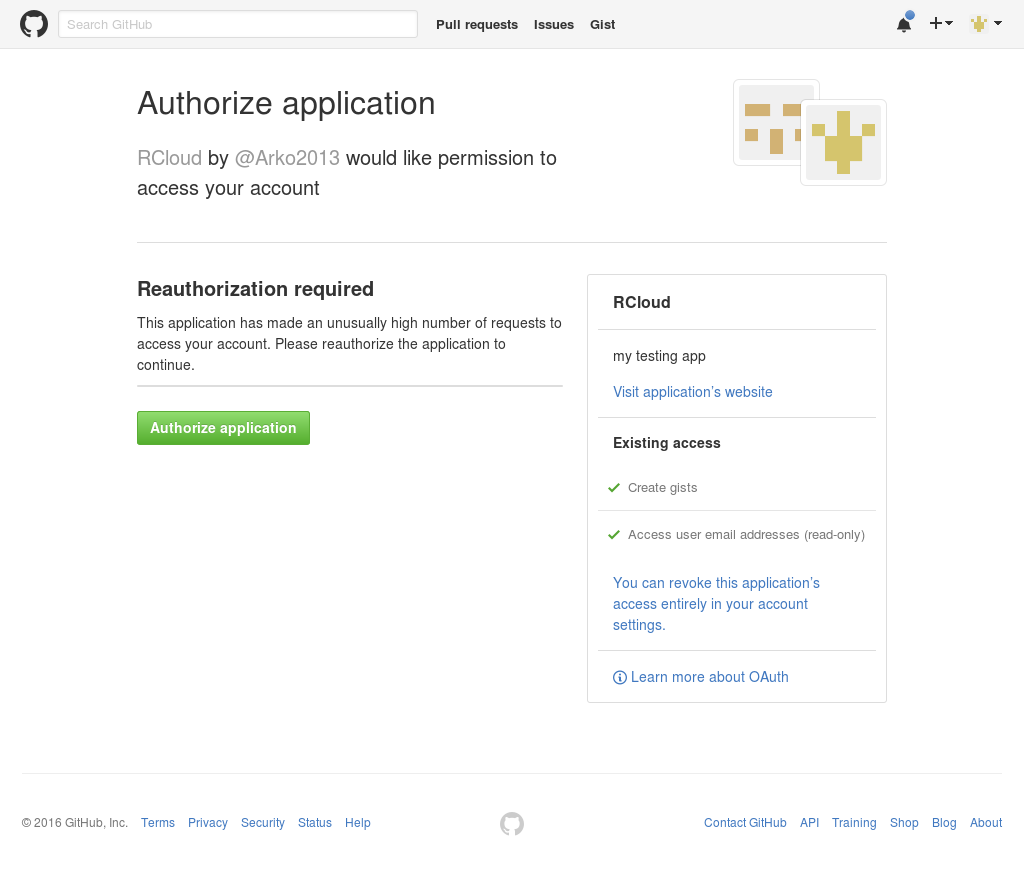 Search GitHub
Pull requests Issues Gist
Authorize application
RCloud by @Arko2013 would like permission to
access your account
Reauthorization required
This application has made an unusually high number of requests to
access your account. Please reauthorize the application to
continue.
Authorize application
RCloud
my testing app
Visit application’s website
Existing access
Create gists
Access user email addresses (read-only)
You can revoke this application’s
access entirely in your account
settings.
Learn more about OAuth
© 2016 GitHub, Inc. Terms Privacy Security Status Help
Contact GitHub API Training Shop Blog About